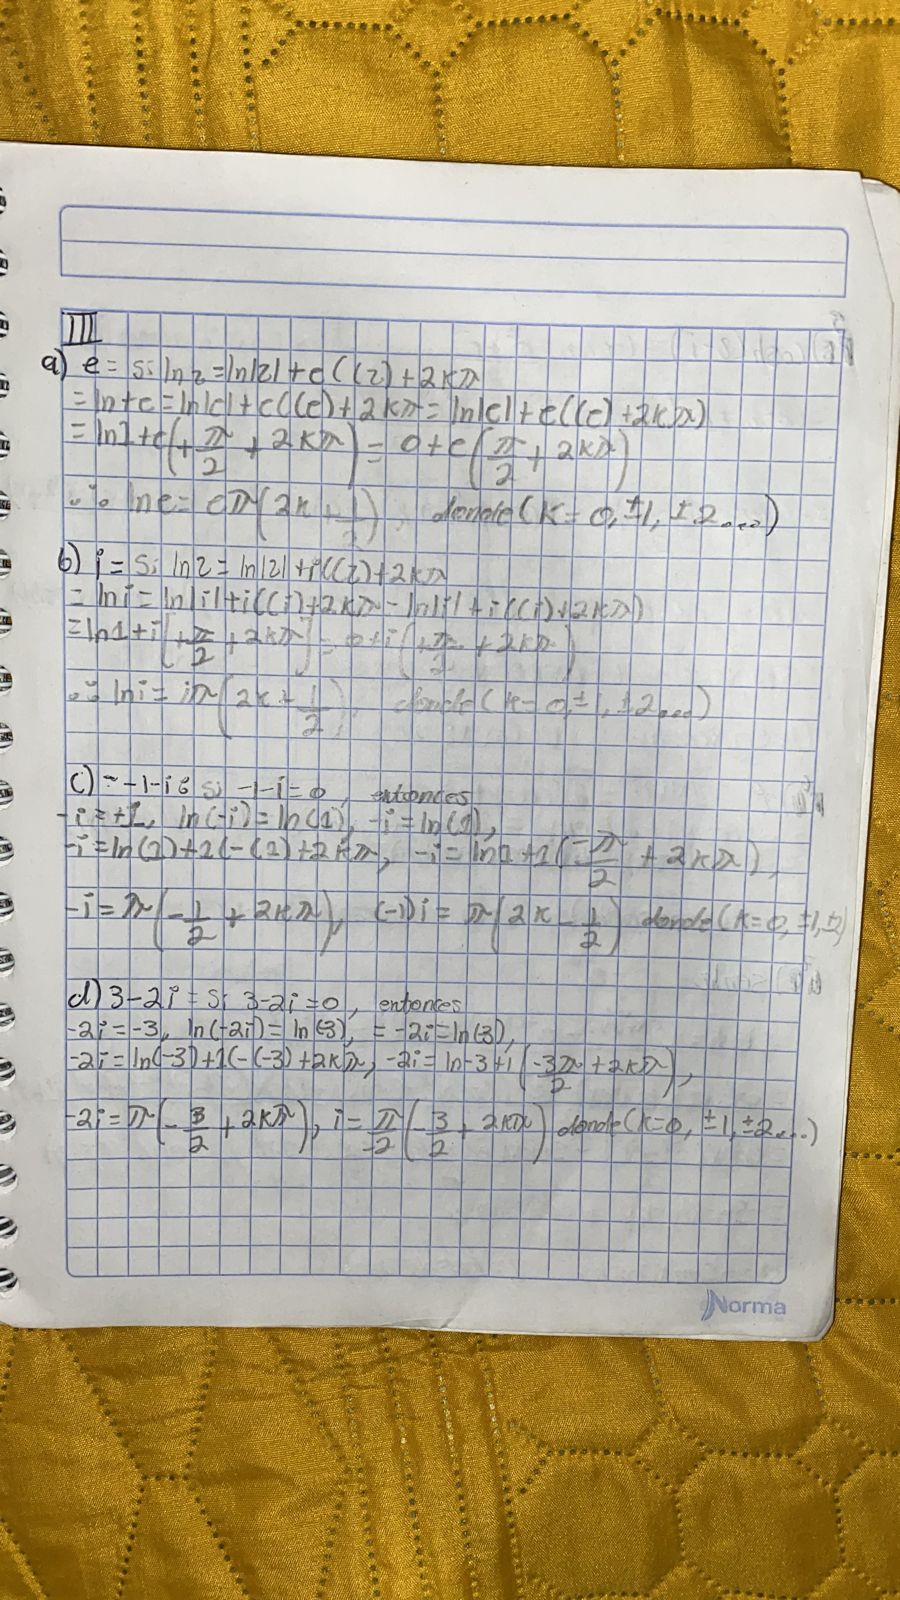 III
a) e = Si ln z = ln|z| + c((z) + 2kπ
= ln + c = ln|c| + c((c) + 2kπ = ln|c| + c((c) + 2kπ)
= ln1 + c(+π/2 + 2kπ) = 0 + c(π/2 + 2kπ)
∴ ln e = cπ(2k + 1/2) donde (k = 0, ±1, ±2...)
b) i = Si ln z = ln|z| + i((z) + 2kπ
= ln i = ln|i| + i((i) + 2kπ = ln|i| + i((i) + 2kπ)
= ln1 + i[+π/2 + 2kπ] = 0 + i(+π/2 + 2kπ)
∴ ln i = iπ(2k + 1/2), donde (k = 0, ±1, ±2...)
c) = -1-i: Si -1-i=0, entonces
-i = +1, ln(-i) = ln(1), -i = ln(1),
-i = ln(1) + 1(-(1) + 2kπ, -i = ln1 + 1(-π/2 + 2kπ),
-i = π(-1/2 + 2kπ), (-1)i = π(2k - 1/2) donde (k = 0, ±1, ±2)
d) 3-2i = Si 3-2i=0, entonces
-2i = -3, ln(-2i) = ln(-3), = -2i = ln(-3),
-2i = ln(-3) + 1(-(-3) + 2kπ, -2i = ln-3 + 1(-3π/2 + 2kπ),
-2i = π(-3/2 + 2kπ), i = π/-2(-3/2 + 2kπ) donde (k = 0, ±1, ±2...)
Norma